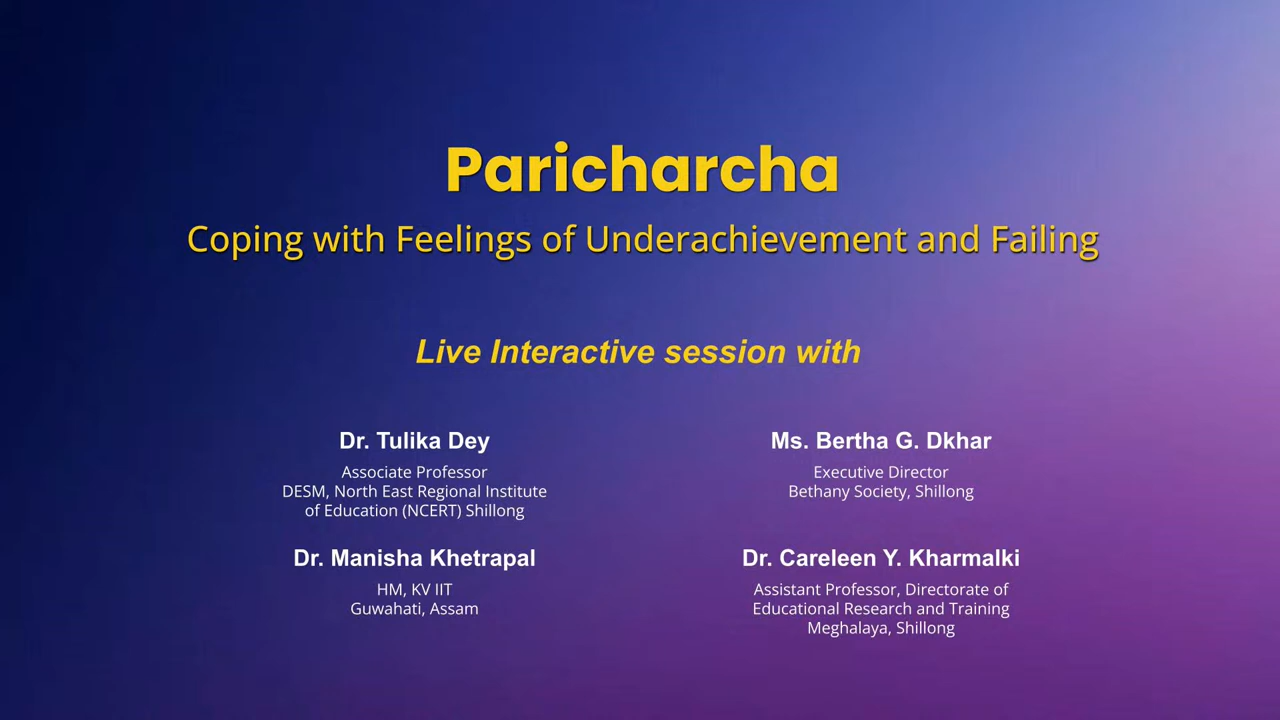 Paricharcha
Coping with Feelings of Underachievement and Failing
Live Interactive session with
Dr. Tulika Dey
Associate Professor
DESM, North East Regional Institute
of Education (NCERT) Shillong
Ms. Bertha G. Dkhar
Executive Director
Bethany Society, Shillong
Dr. Manisha Khetrapal
HM, KV IIT
Guwahati, Assam
Dr. Careleen Y. Kharmalki
Assistant Professor, Directorate of
Educational Research and Training
Meghalaya, Shillong